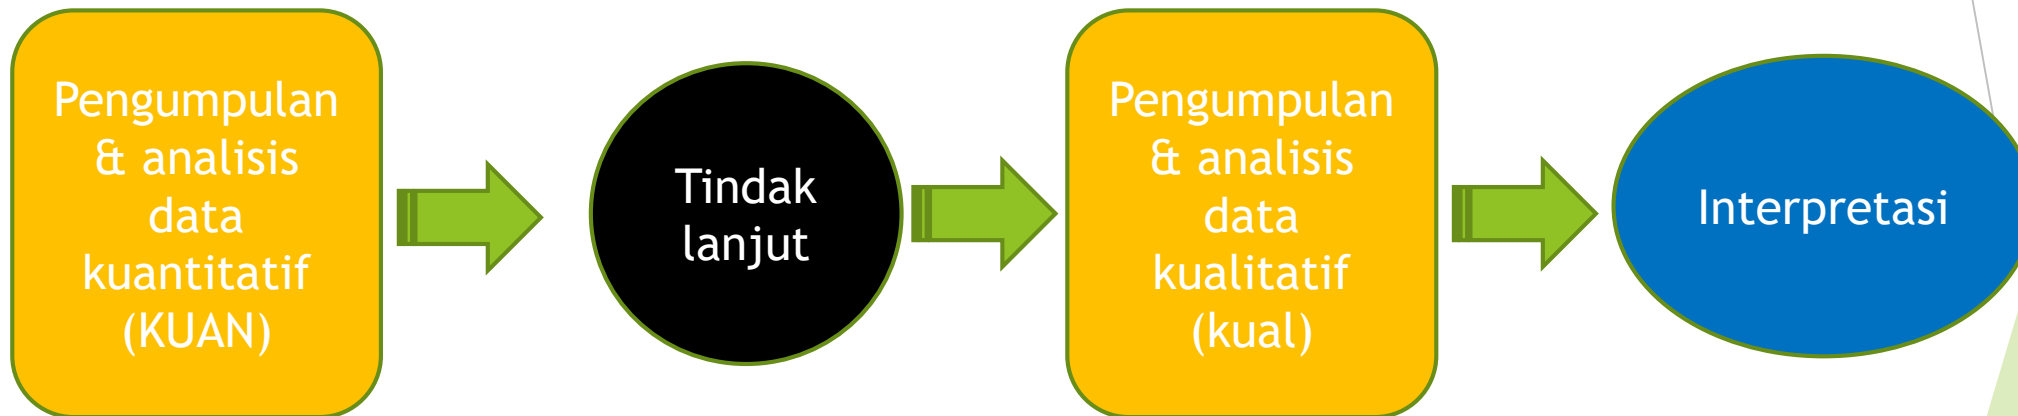 Pengumpulan
& analisis
data
kuantitatif
(KUAN)
Tindak
lanjut
Pengumpulan
& analisis
data
kualitatif
(kual)
Interpretasi